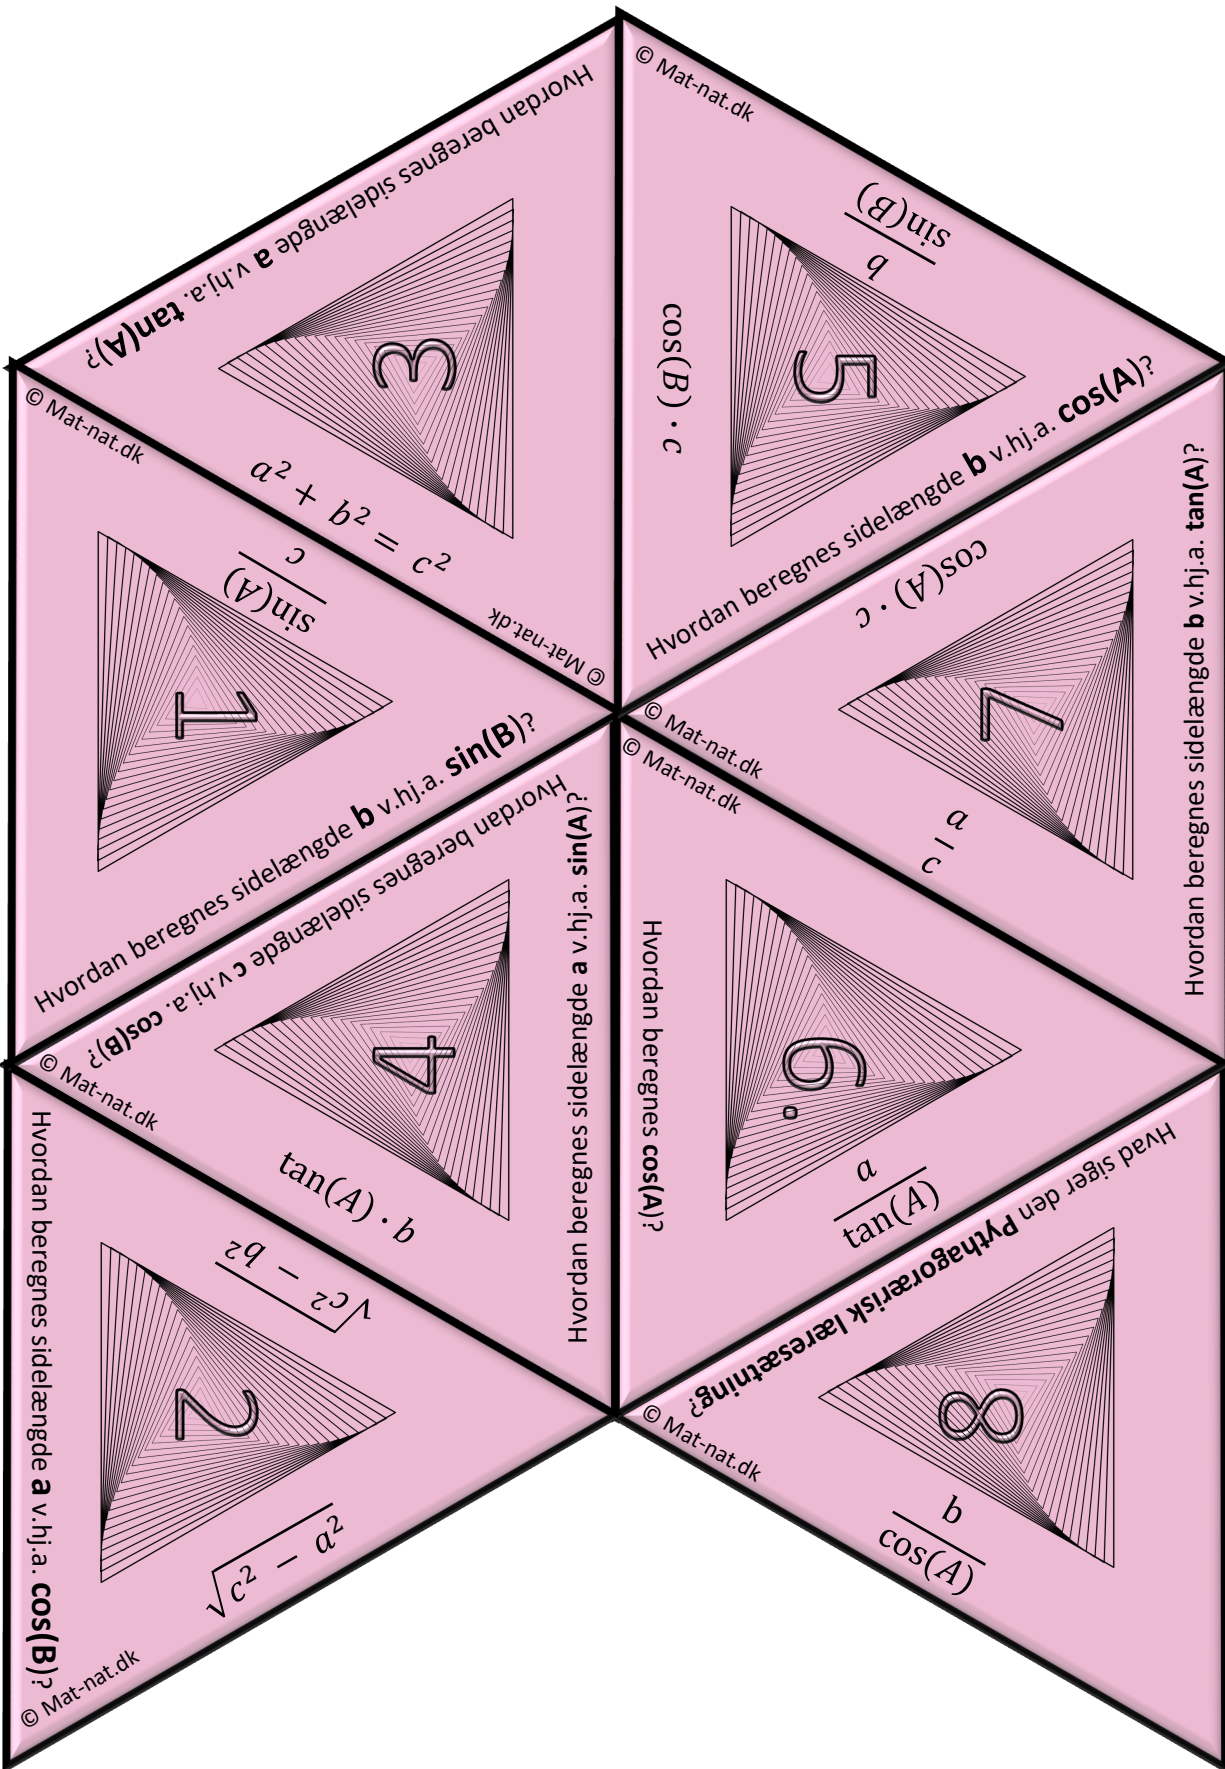 © Mat-nat.dk
Hvordan beregnes sidelængde a v.hj.a. tan(A)?
3
a² + b² = c²
© Mat-nat.dk
b
sin(B)
5
cos(B) · c
Hvordan beregnes sidelængde b v.hj.a. cos(A)?
© Mat-nat.dk
c
sin(A)
1
Hvordan beregnes sidelængde b v.hj.a. sin(B)?
cos(A) · c
7
Hvordan beregnes sidelængde b v.hj.a. tan(A)?
a
c
© Mat-nat.dk
Hvordan beregnes sidelængde c v.hj.a. cos(B)?
4
Hvordan beregnes sidelængde a v.hj.a. sin(A)?
tan(A) · b
© Mat-nat.dk
© Mat-nat.dk
6.
Hvordan beregnes cos(A)?
a
tan(A)
√c² − b²
2
Hvordan beregnes sidelængde a v.hj.a. cos(B)?
√c² − a²
© Mat-nat.dk
Hvad siger den Pythagoræisk læresætning?
8
© Mat-nat.dk
b
cos(A)